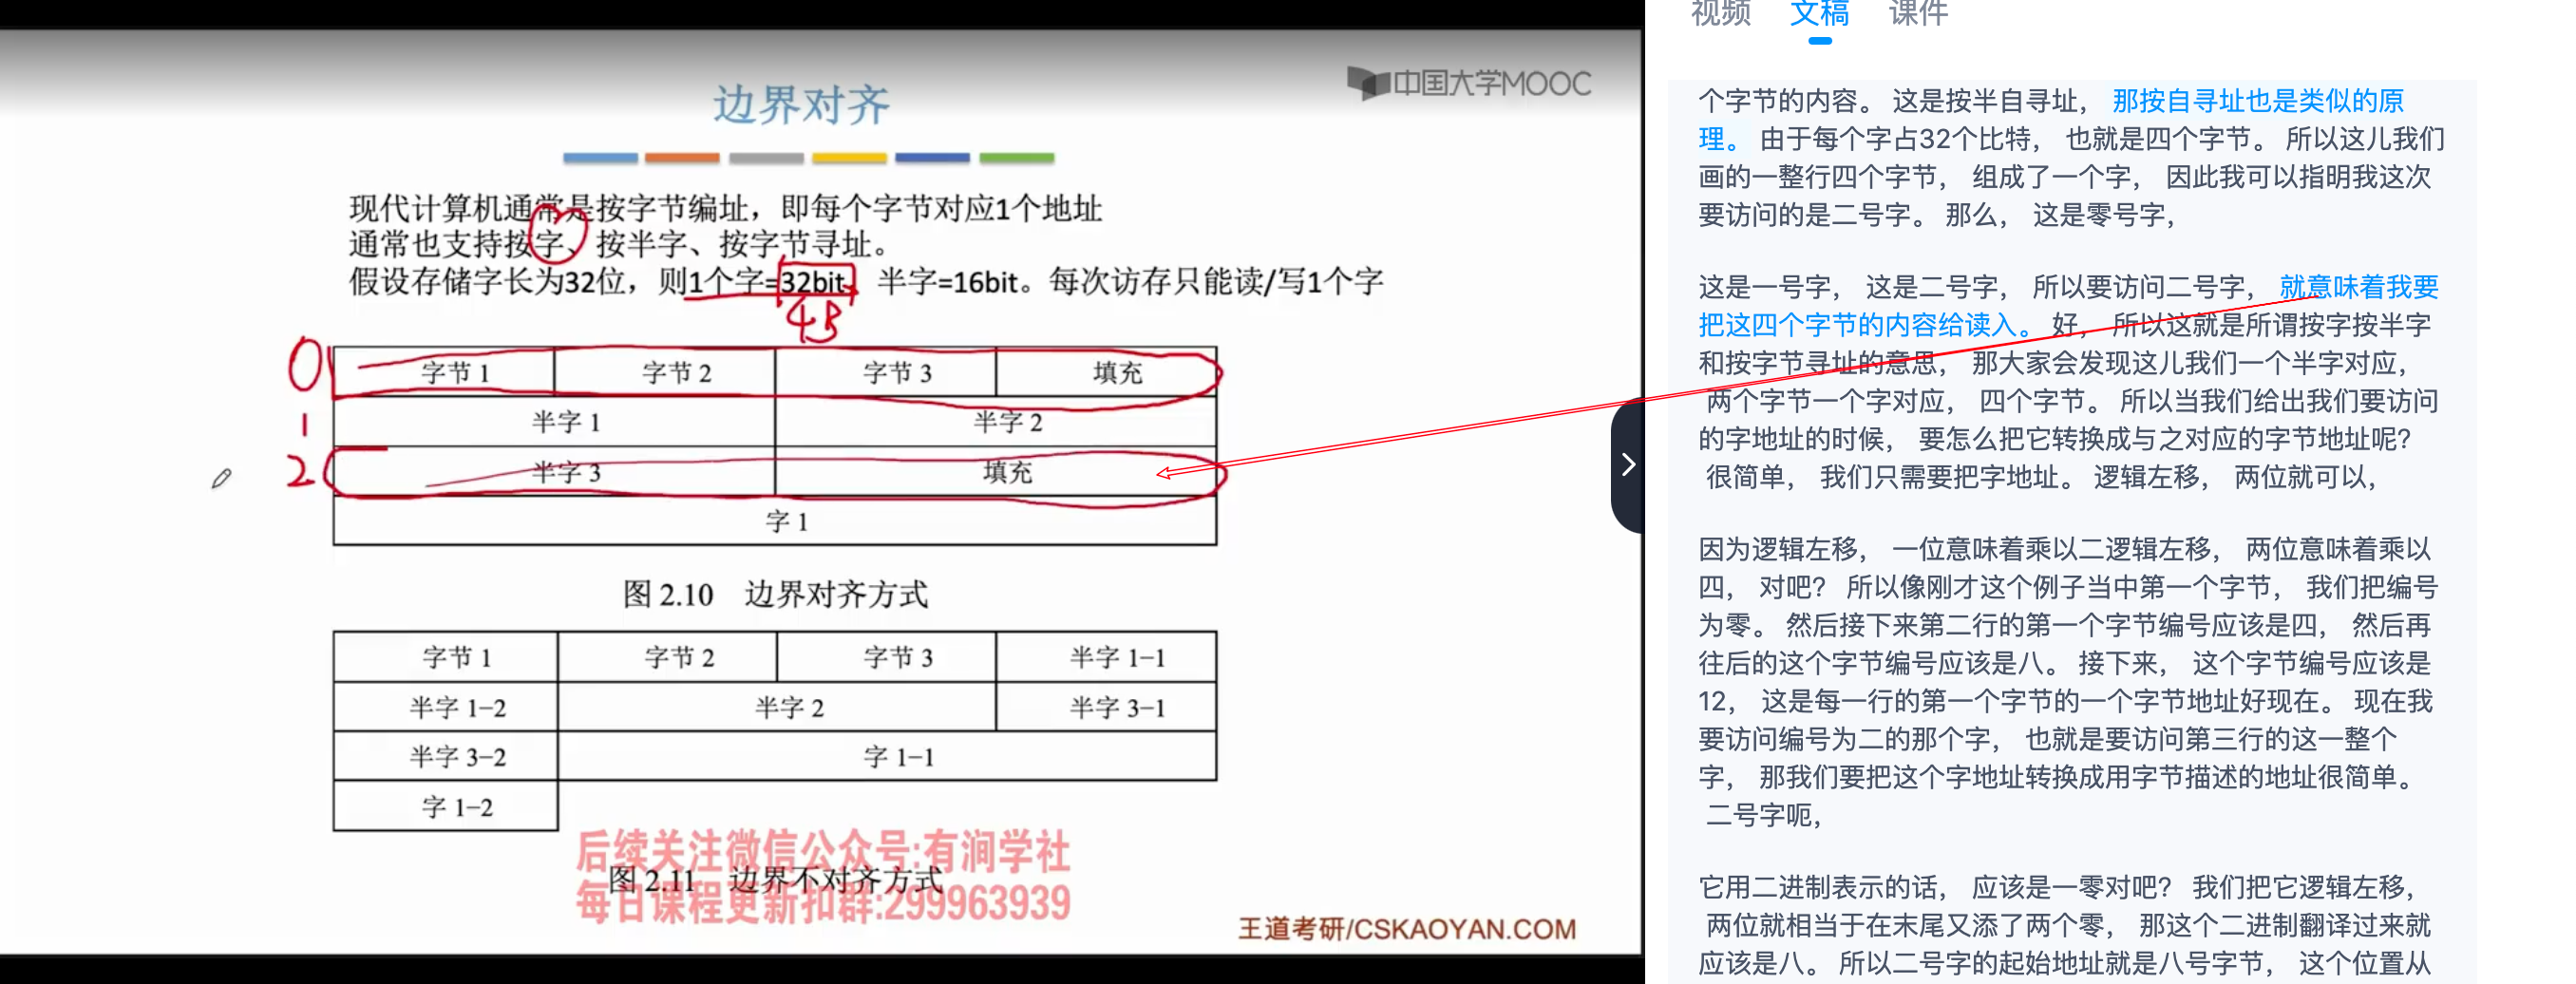 边界对齐
中国大学MOOC
现代计算机通常是按字节编址，即每个字节对应1个地址
通常也支持按字、按半字、按字节寻址。
假设存储字长为32位，则1个字=32bit，半字=16bit。每次访存只能读/写1个字
4B
0
字节 1 字节 2 字节 3 填充
1
半字 1 半字 2
2
半字 3 填充
字 1
图 2.10 边界对齐方式
字节 1 字节 2 字节 3 半字 1-1
半字 1-2 半字 2 半字 3-1
半字 3-2 字 1-1
字 1-2
后续关注微信公众号:有涧学社
图 2.11 边界不对齐方式
每日课程更新扣群:299963939
王道考研/CSKAOYAN.COM
视频 文稿 课件
个字节的内容。 这是按半自寻址， 那按自寻址也是类似的原
理。 由于每个字占32个比特， 也就是四个字节。 所以这儿我们
画的一整行四个字节， 组成了一个字， 因此我可以指明我这次
要访问的是二号字。 那么， 这是零号字，
这是一号字， 这是二号字， 所以要访问二号字， 就意味着我要
把这四个字节的内容给读入。 好， 所以这就是所谓按字按半字
和按字节寻址的意思， 那大家会发现这儿我们一个半字对应，
两个字节一个字对应， 四个字节。 所以当我们给出我们要访问
的字地址的时候， 要怎么把它转换成与之对应的字节地址呢？
很简单， 我们只需要把字地址。 逻辑左移， 两位就可以，
因为逻辑左移， 一位意味着乘以二逻辑左移， 两位意味着乘以
四， 对吧？ 所以像刚才这个例子当中第一个字节， 我们把编号
为零。 然后接下来第二行的第一个字节编号应该是四， 然后再
往后的这个字节编号应该是八。 接下来， 这个字节编号应该是
12， 这是每一行的第一个字节的一个字节地址好现在。 现在我
要访问编号为二的那个字， 也就是要访问第三行的这一整个
字， 那我们要把这个字地址转换成用字节描述的地址很简单。
二号字呃，
它用二进制表示的话， 应该是一零对吧？ 我们把它逻辑左移，
两位就相当于在末尾又添了两个零， 那这个二进制翻译过来就
应该是八。 所以二号字的起始地址就是八号字节， 这个位置从